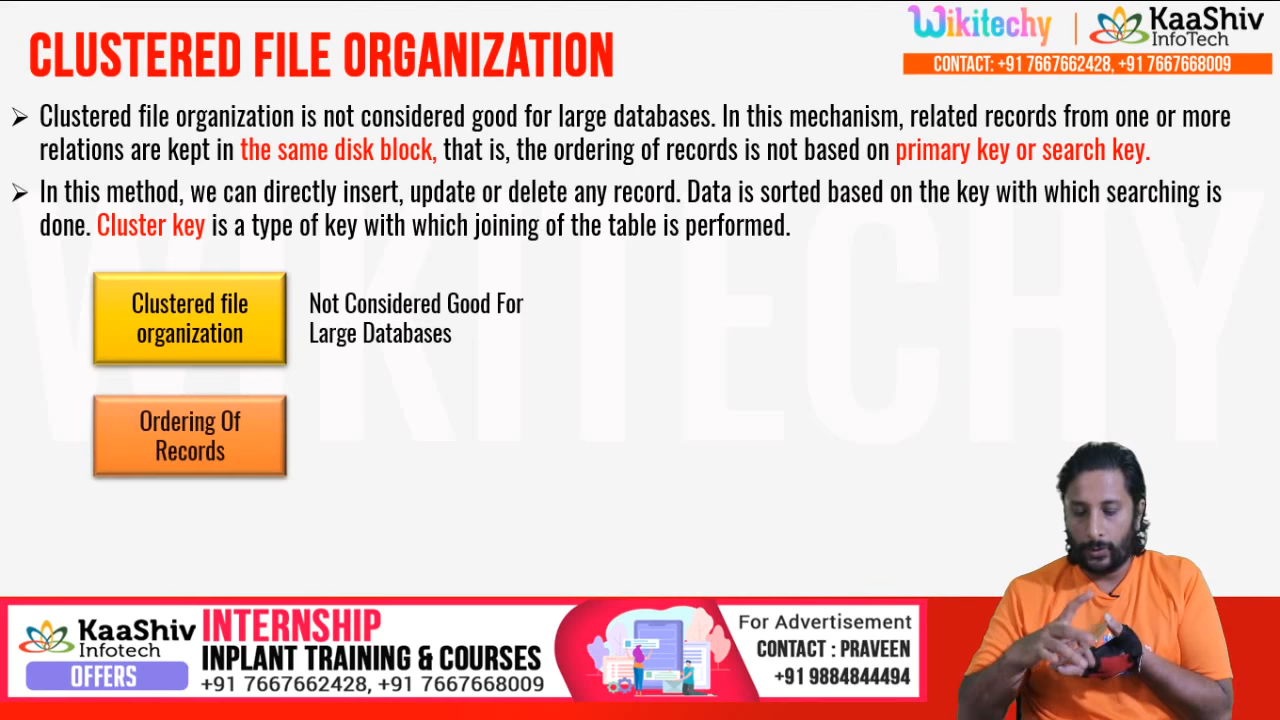 CLUSTERED FILE ORGANIZATION
Wikitechy | KaaShiv
InfoTech
CONTACT: +91 7667662428, +91 7667668009
➢ Clustered file organization is not considered good for large databases. In this mechanism, related records from one or more
relations are kept in the same disk block, that is, the ordering of records is not based on primary key or search key.
➢ In this method, we can directly insert, update or delete any record. Data is sorted based on the key with which searching is
done. Cluster key is a type of key with which joining of the table is performed.
WIKITECHY
Clustered file
organization
Not Considered Good For
Large Databases
Ordering Of
Records
KaaShiv
Infotech
OFFERS
INTERNSHIP
INPLANT TRAINING & COURSES
+91 7667662428, +91 7667668009
For Advertisement
CONTACT : PRAVEEN
+91 9884844494